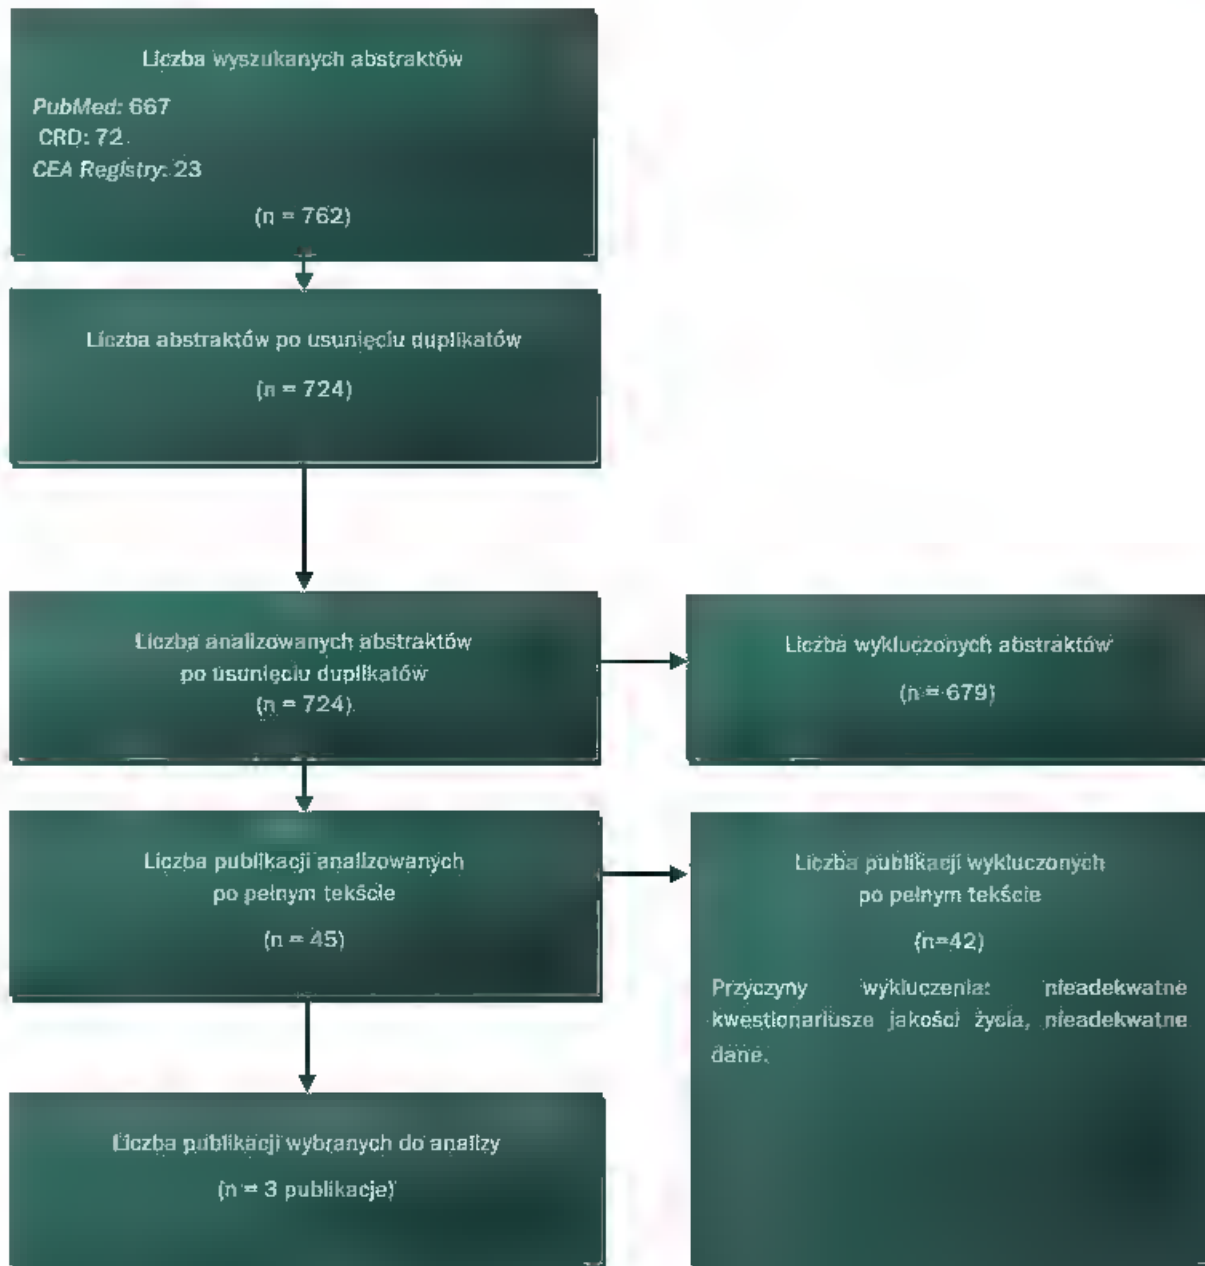 Liczba wyszukanych abstraktów
PubMed: 667
CRD: 72
CEA Registry: 23
(n = 762)
Liczba abstraktów po usunięciu duplikatów
(n = 724)
Liczba analizowanych abstraktów
po usunięciu duplikatów
(n = 724)
Liczba wykluczonych abstraktów
(n = 679)
Liczba publikacji analizowanych
po pełnym tekście
(n = 45)
Liczba publikacji wykluczonych
po pełnym tekście
(n=42)
Przyczyny wykluczenia: nieadekwatne
kwestionariusze jakości życia, nieadekwatne
dane.
Liczba publikacji wybranych do analizy
(n = 3 publikacje)